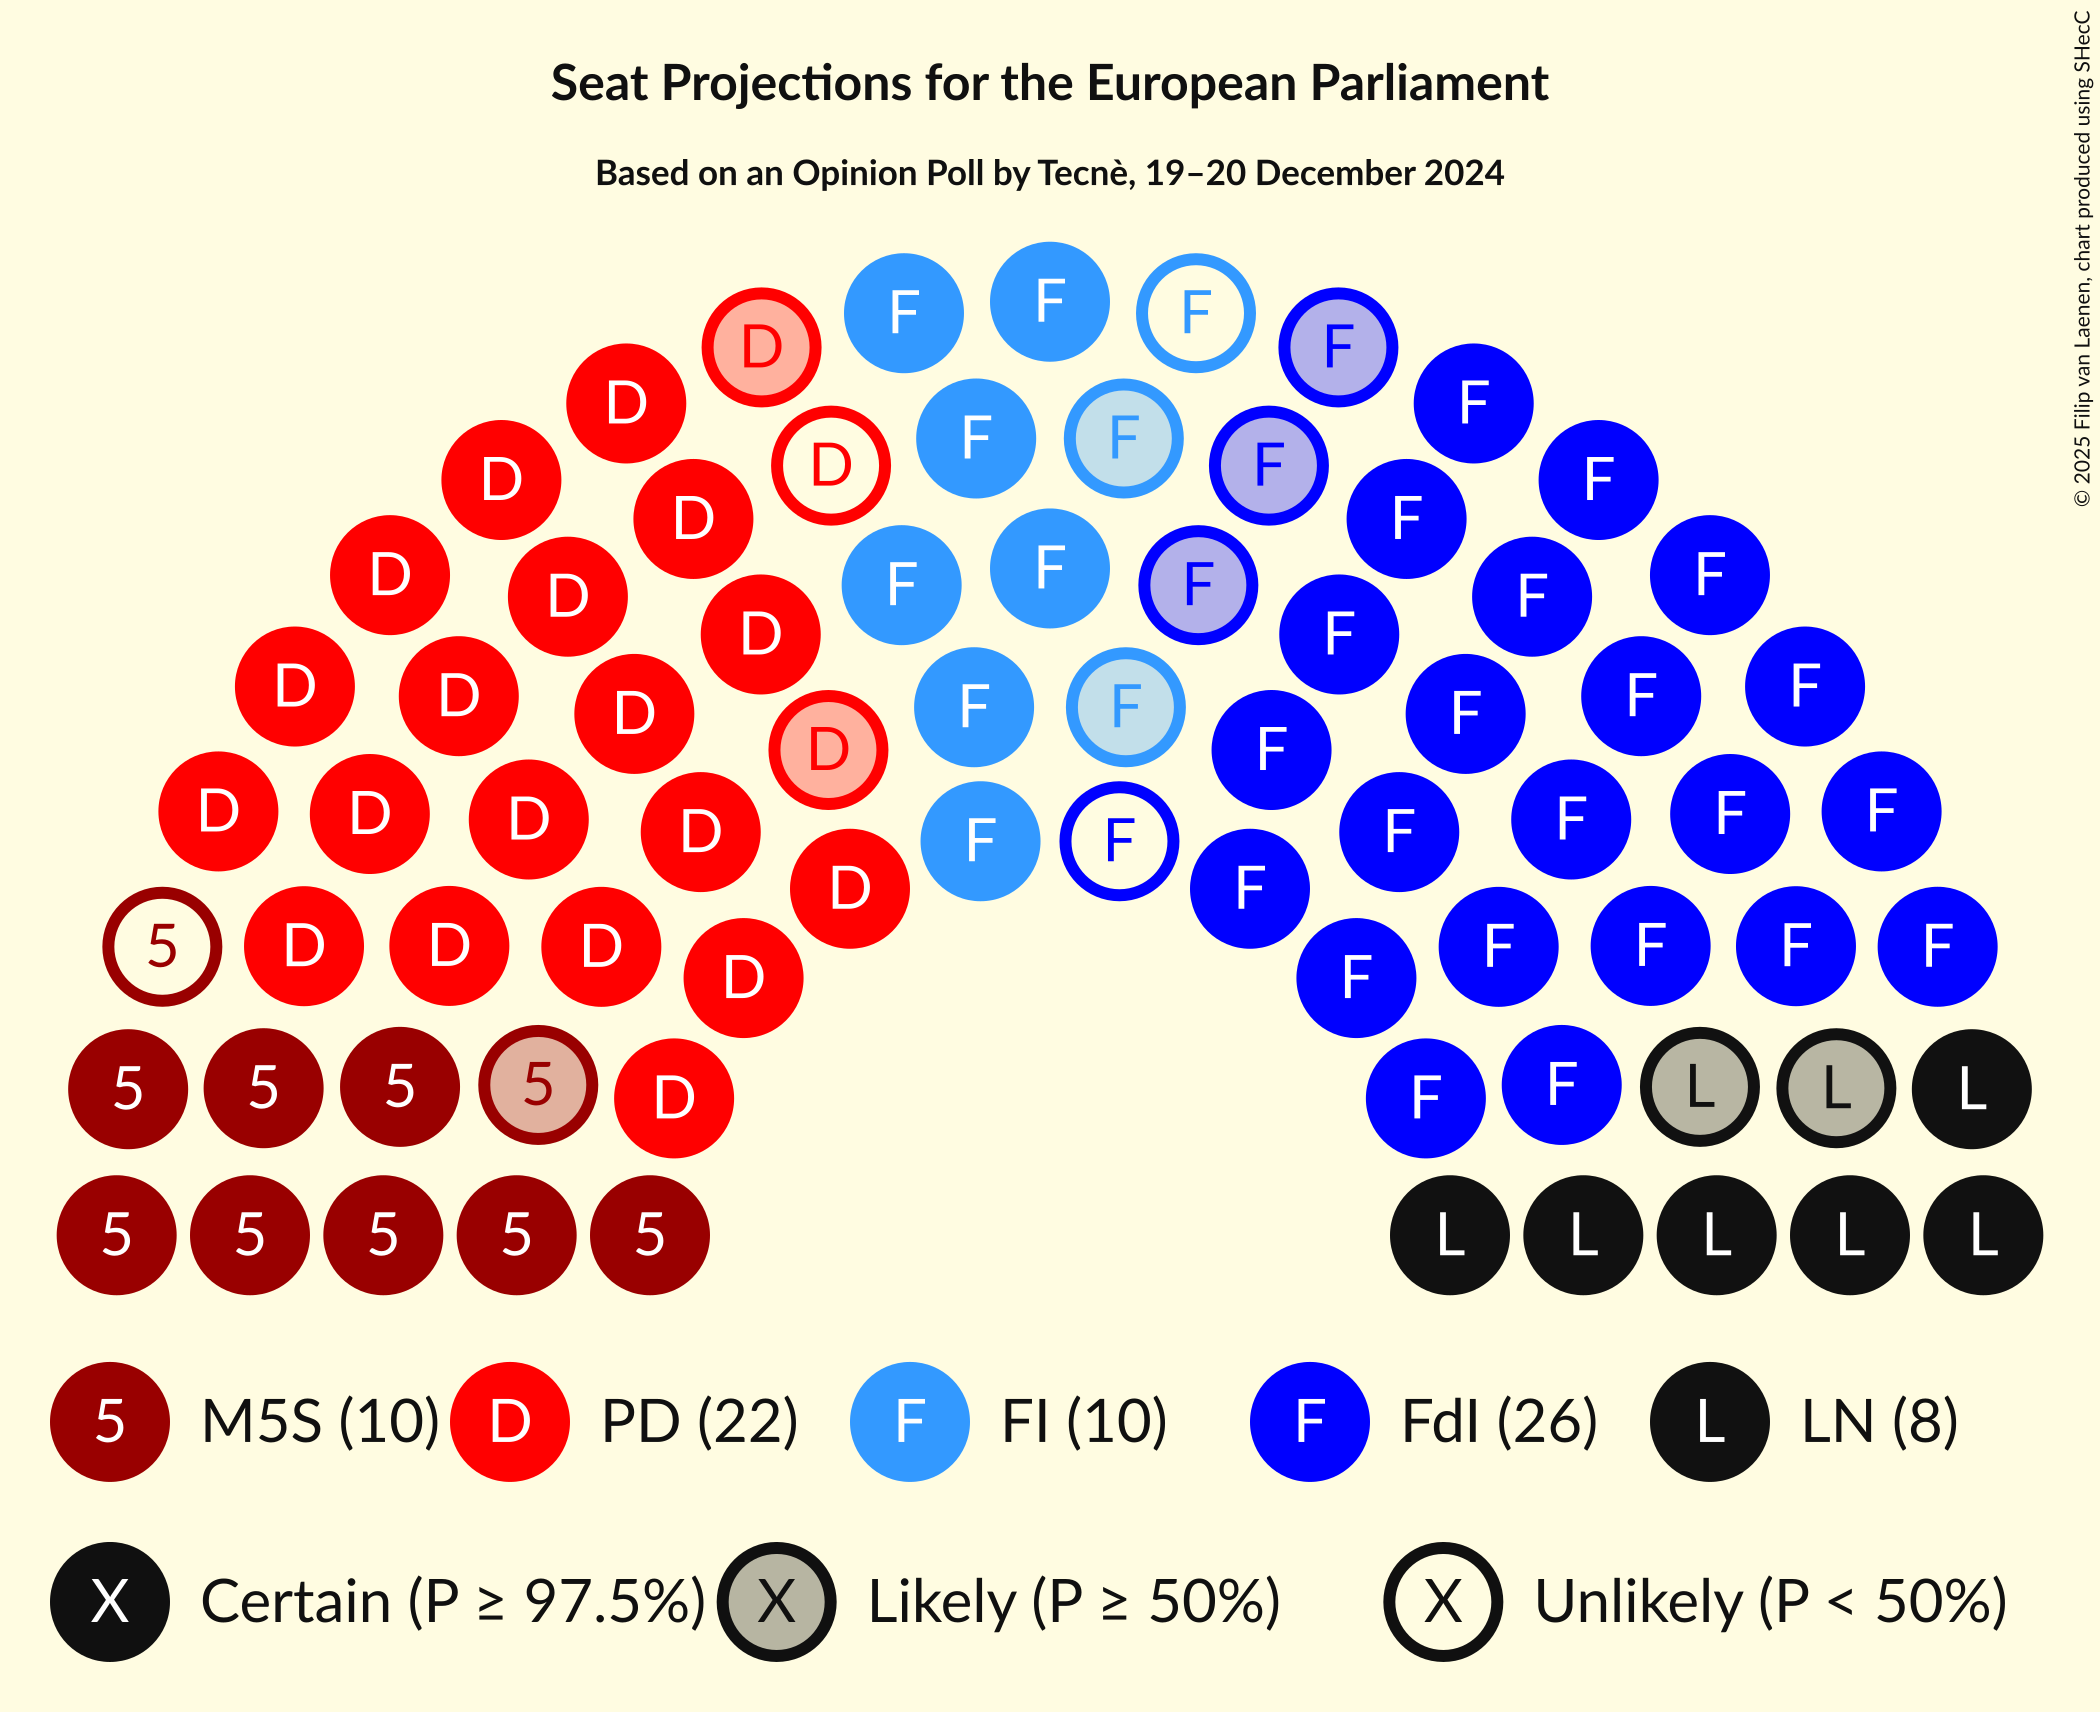 Seat Projections for the European Parliament
Based on an Opinion Poll by Tecnè, 19–20 December 2024
© 2025 Filip van Laenen, chart produced using SHecC
F
F F
D F
D F
F F
D F
D F
D F
D F
F F
D F
D F
D F
D F
F F
D F
D F
D F
D F
D F
D F
D F
D F
F F
D F
5 D D D F F F F
D F
5 5 5 5 F L L L
D F
5 5 5 5 5 L L L L L
5 M5S (10) D PD (22) F FI (10) F FdI (26) L LN (8)
X Certain (P ≥ 97.5%) X Likely (P ≥ 50%) X Unlikely (P < 50%)